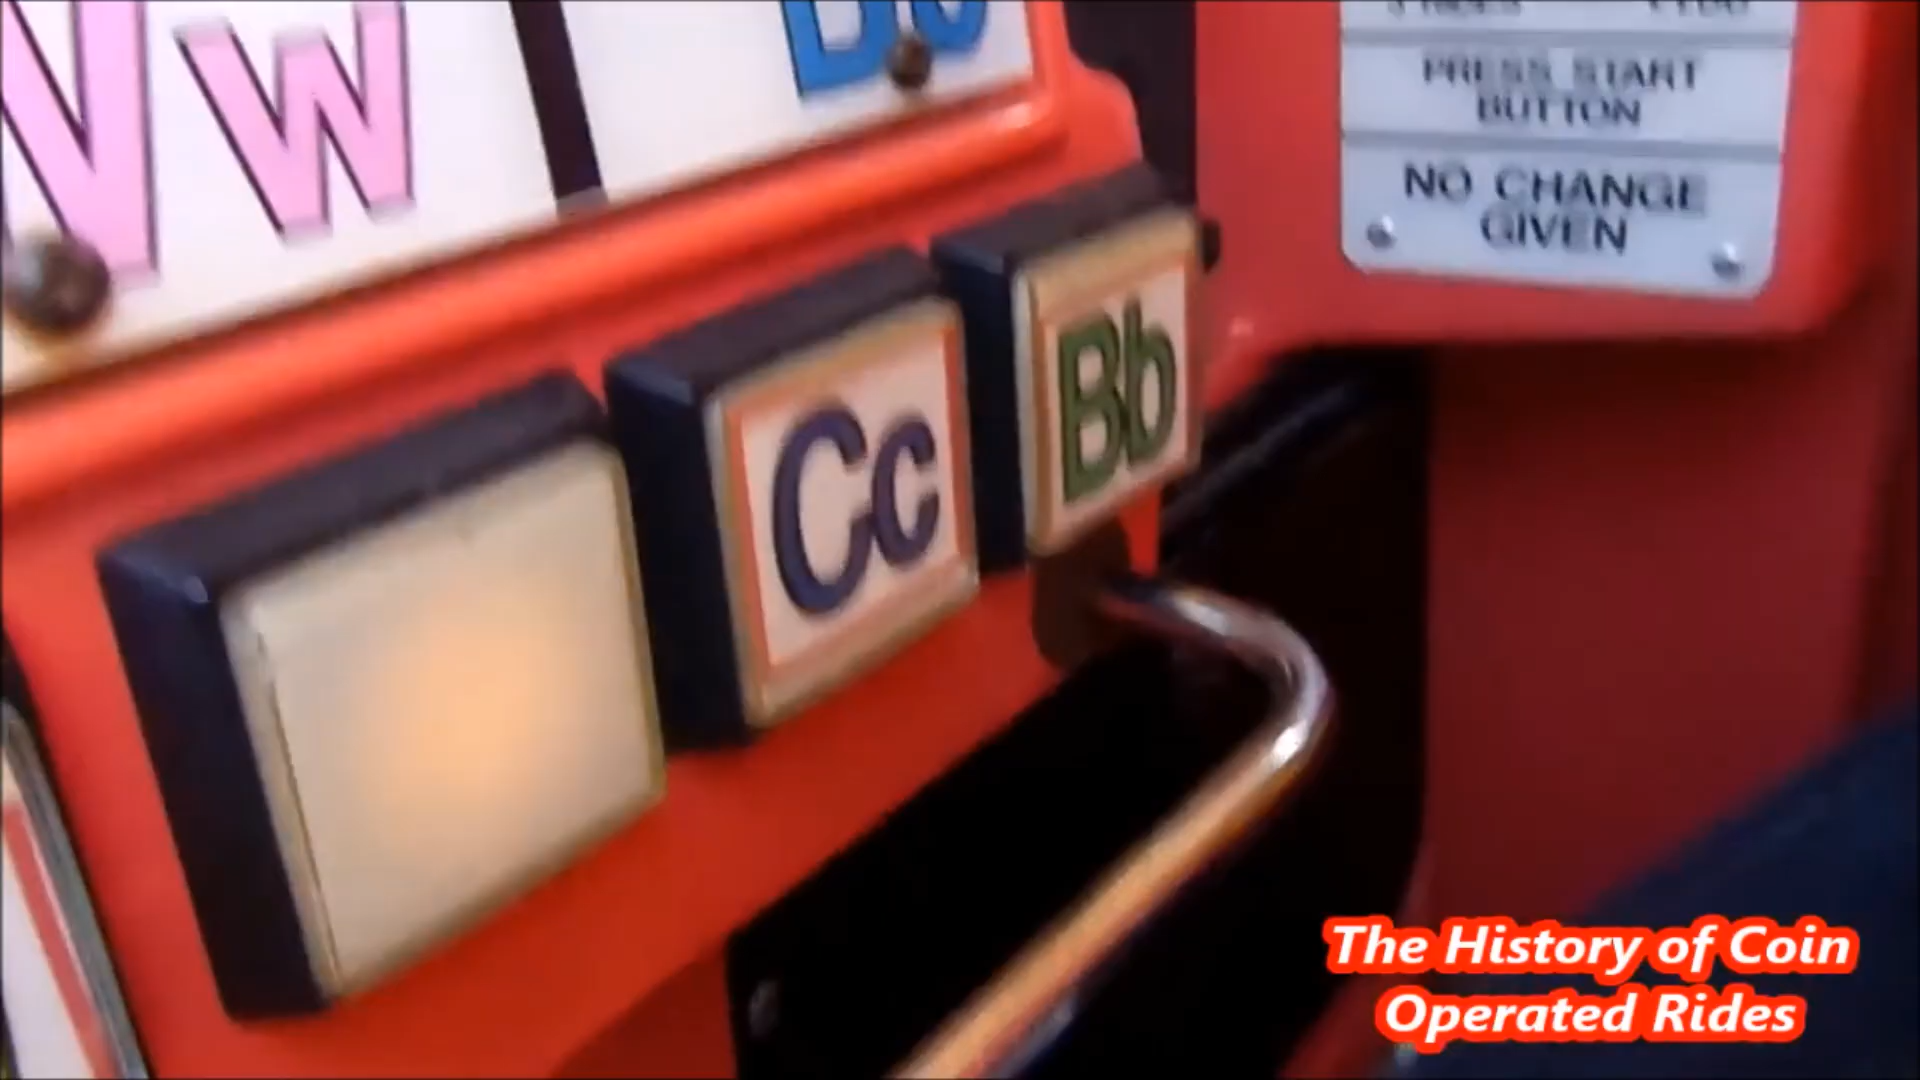 Ww
PRESS START
BUTTON
NO CHANGE
GIVEN
Cc
Bb
The History of Coin
Operated Rides